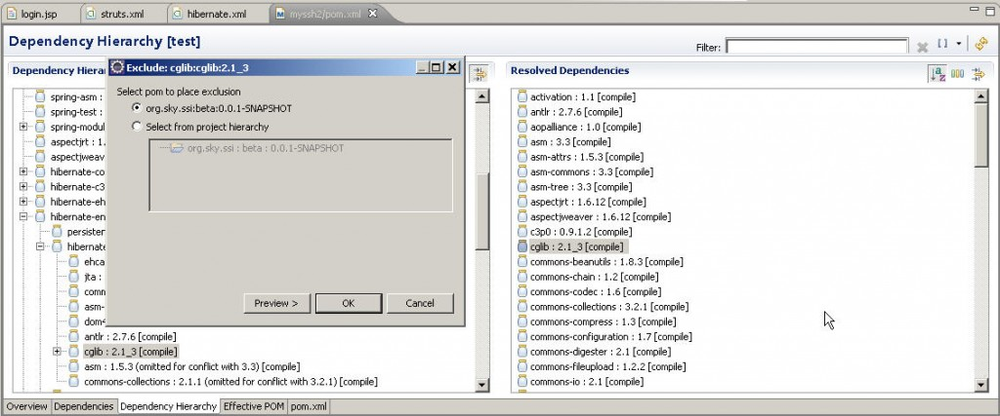 login.jsp
struts.xml
hibernate.xml
myssh2/pom.xml
Dependency Hierarchy [test]
Filter:
Dependency Hierar
Exclude: cglib:cglib:2.1_3
Select pom to place exclusion
org.sky.ssi:beta:0.0.1-SNAPSHOT
Select from project hierarchy
org.sky.ssi : beta : 0.0.1-SNAPSHOT
Preview >
OK
Cancel
spring-asm :
spring-test :
spring-modul
aspectjrt : 1.
aspectjweaver
hibernate-co
hibernate-c3
hibernate-eh
hibernate-en
persisten
hibernate
ehca
jta :
comm
asm-
dom4
antlr : 2.7.6 [compile]
cglib : 2.1_3 [compile]
asm : 1.5.3 (omitted for conflict with 3.3) [compile]
commons-collections : 2.1.1 (omitted for conflict with 3.2.1) [compile]
Resolved Dependencies
activation : 1.1 [compile]
antlr : 2.7.6 [compile]
aopalliance : 1.0 [compile]
asm : 3.3 [compile]
asm-attrs : 1.5.3 [compile]
asm-commons : 3.3 [compile]
asm-tree : 3.3 [compile]
aspectjrt : 1.6.12 [compile]
aspectjweaver : 1.6.12 [compile]
c3p0 : 0.9.1.2 [compile]
cglib : 2.1_3 [compile]
commons-beanutils : 1.8.3 [compile]
commons-chain : 1.2 [compile]
commons-codec : 1.6 [compile]
commons-collections : 3.2.1 [compile]
commons-compress : 1.3 [compile]
commons-configuration : 1.7 [compile]
commons-digester : 2.1 [compile]
commons-fileupload : 1.2.2 [compile]
commons-io : 2.1 [compile]
Overview
Dependencies
Dependency Hierarchy
Effective POM
pom.xml